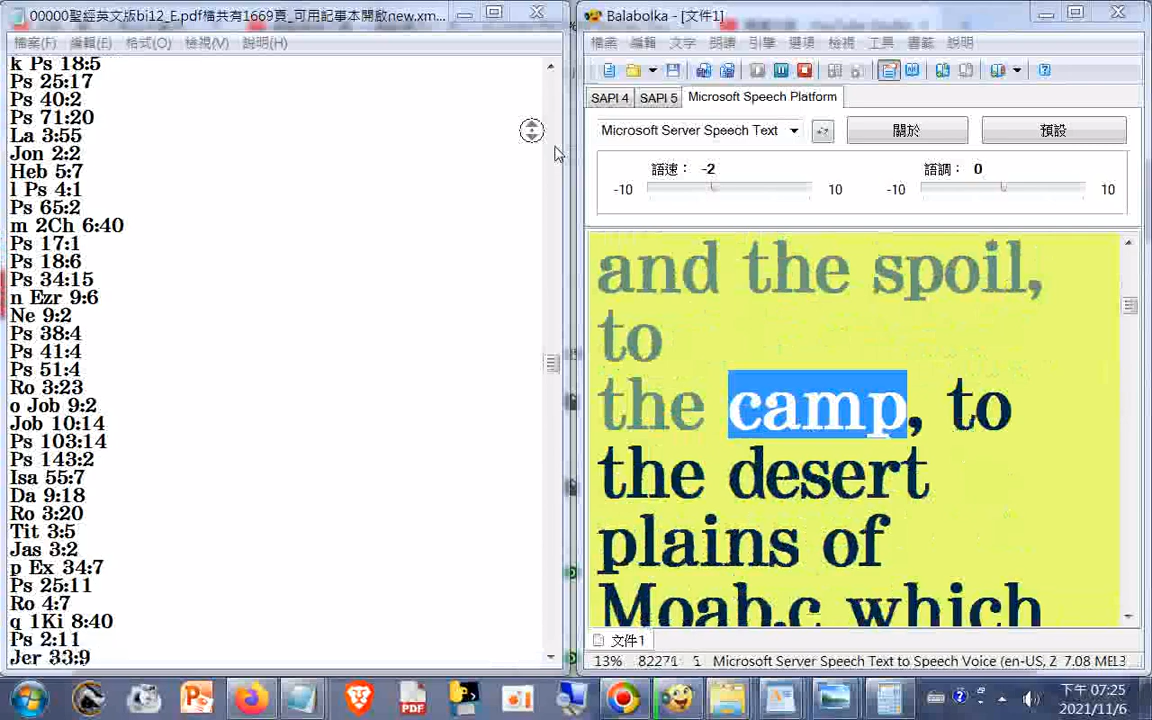 00000聖經英文版bi12_E.pdf檔共有1669頁_可用記事本開啟new.xm...
檔案(F) 編輯(E) 格式(O) 檢視(V) 說明(H)
k Ps 18:5
Ps 25:17
Ps 40:2
Ps 71:20
La 3:55
Jon 2:2
Heb 5:7
l Ps 4:1
Ps 65:2
m 2Ch 6:40
Ps 17:1
Ps 18:6
Ps 34:15
n Ezr 9:6
Ne 9:2
Ps 38:4
Ps 41:4
Ps 51:4
Ro 3:23
o Job 9:2
Job 10:14
Ps 103:14
Ps 143:2
Isa 55:7
Da 9:18
Ro 3:20
Tit 3:5
Jas 3:2
p Ex 34:7
Ps 25:11
Ro 4:7
q 1Ki 8:40
Ps 2:11
Jer 33:9
Balabolka - [文件1]
檔案 編輯 文字 朗讀 引擎 選項 檢視 工具 書籤 說明
SAPI 4 SAPI 5 Microsoft Speech Platform
Microsoft Server Speech Text 關於 預設
語速： -2 語調： 0
-10 10 -10 10
and the spoil,
to
the camp, to
the desert
plains of
Moab,c which
文件1
13% 82271 1 Microsoft Server Speech Text to Speech Voice (en-US, Z 7.08 ME13
PDF
下午 07:25
2021/11/6